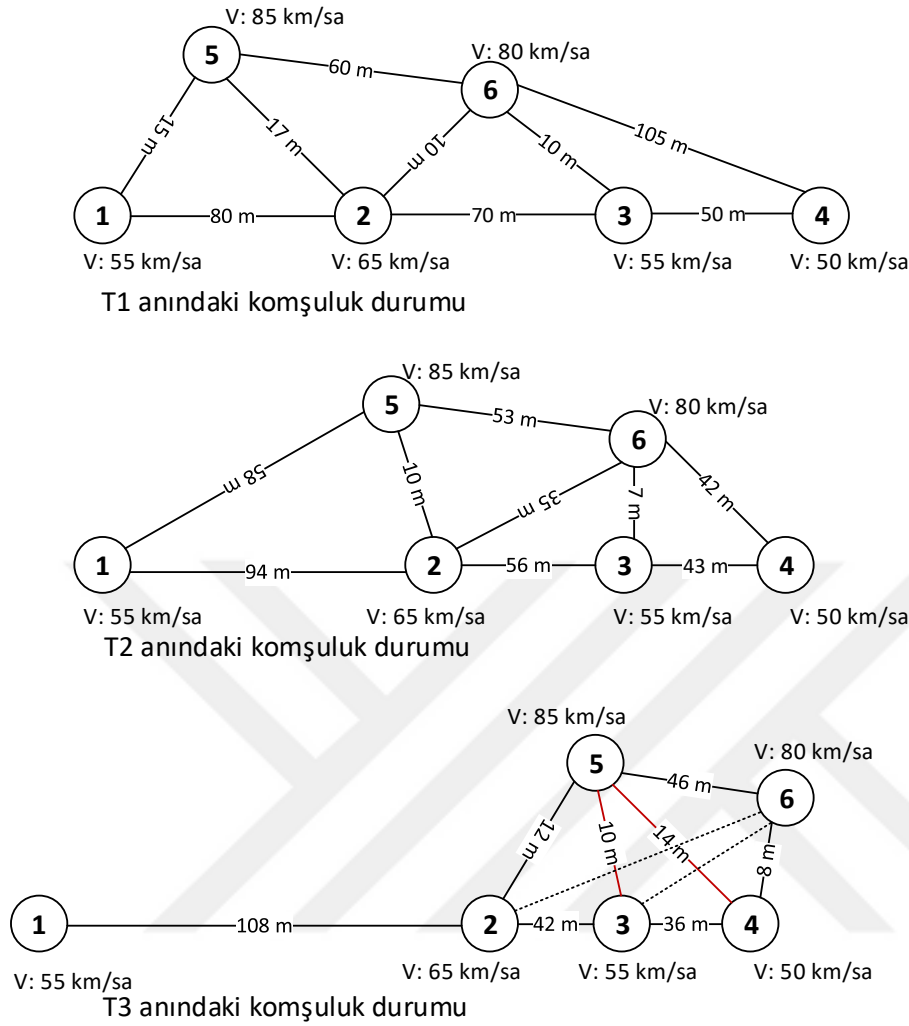 V: 85 km/sa
5
60 m
V: 80 km/sa
6
15 m
17 m
10 m
10 m
105 m
1
80 m
2
70 m
3
50 m
4
V: 55 km/sa
V: 65 km/sa
V: 55 km/sa
V: 50 km/sa
T1 anındaki komşuluk durumu
V: 85 km/sa
5
53 m
V: 80 km/sa
6
58 m
10 m
35 m
7 m
42 m
1
94 m
2
56 m
3
43 m
4
V: 55 km/sa
V: 65 km/sa
V: 55 km/sa
V: 50 km/sa
T2 anındaki komşuluk durumu
V: 85 km/sa
5
46 m
V: 80 km/sa
6
12 m
10 m
14 m
8 m
1
108 m
2
42 m
3
36 m
4
V: 55 km/sa
V: 65 km/sa
V: 55 km/sa
V: 50 km/sa
T3 anındaki komşuluk durumu